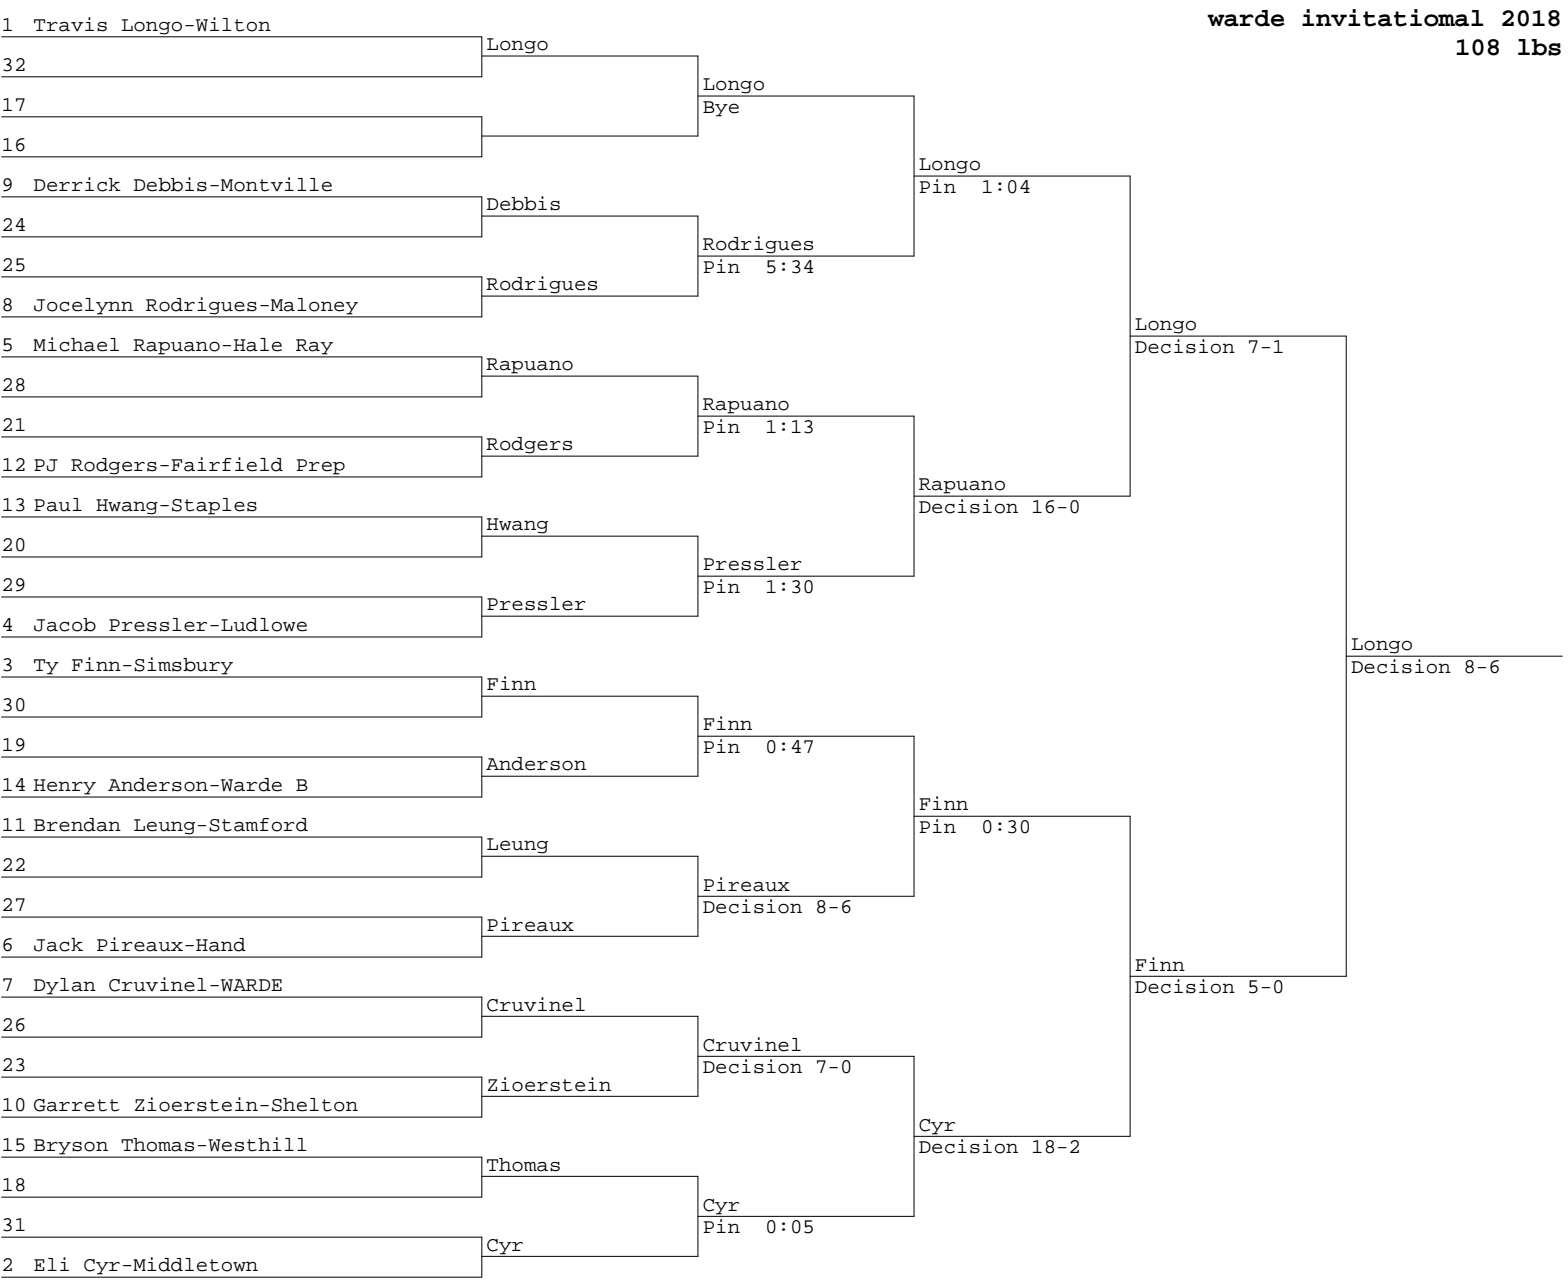 warde invitatiomal 2018
108 lbs
1 Travis Longo-Wilton
32
17
16
9 Derrick Debbis-Montville
24
25
8 Jocelynn Rodrigues-Maloney
5 Michael Rapuano-Hale Ray
28
21
12 PJ Rodgers-Fairfield Prep
13 Paul Hwang-Staples
20
29
4 Jacob Pressler-Ludlowe
3 Ty Finn-Simsbury
30
19
14 Henry Anderson-Warde B
11 Brendan Leung-Stamford
22
27
6 Jack Pireaux-Hand
7 Dylan Cruvinel-WARDE
26
23
10 Garrett Zioerstein-Shelton
15 Bryson Thomas-Westhill
18
31
2 Eli Cyr-Middletown
Longo
Debbis
Rodrigues
Rapuano
Rodgers
Hwang
Pressler
Finn
Anderson
Leung
Pireaux
Cruvinel
Zioerstein
Thomas
Cyr
Longo
Bye
Rodrigues
Pin 5:34
Rapuano
Pin 1:13
Pressler
Pin 1:30
Finn
Pin 0:47
Pireaux
Decision 8-6
Cruvinel
Decision 7-0
Cyr
Pin 0:05
Longo
Pin 1:04
Rapuano
Decision 16-0
Finn
Pin 0:30
Cyr
Decision 18-2
Longo
Decision 7-1
Finn
Decision 5-0
Longo
Decision 8-6